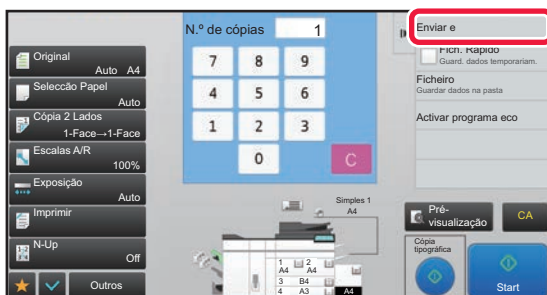 N.º de cópias
1
Original
Auto A4
Selecção Papel
Auto
Cópia 2 Lados
1-Face→1-Face
Escalas A/R
100%
Exposição
Auto
Imprimir
N-Up
Off
Outros
7 8 9
4 5 6
1 2 3
0 C
Simples 1
A4
1 2
A4 A4
3 B4
4 A3
A4
Enviar e
Fich. Rápido
Guard. dados temporariam.
Ficheiro
Guardar dados na pasta
Activar programa eco
Pré-
visualização
CA
Cópia
tipográfica
Start